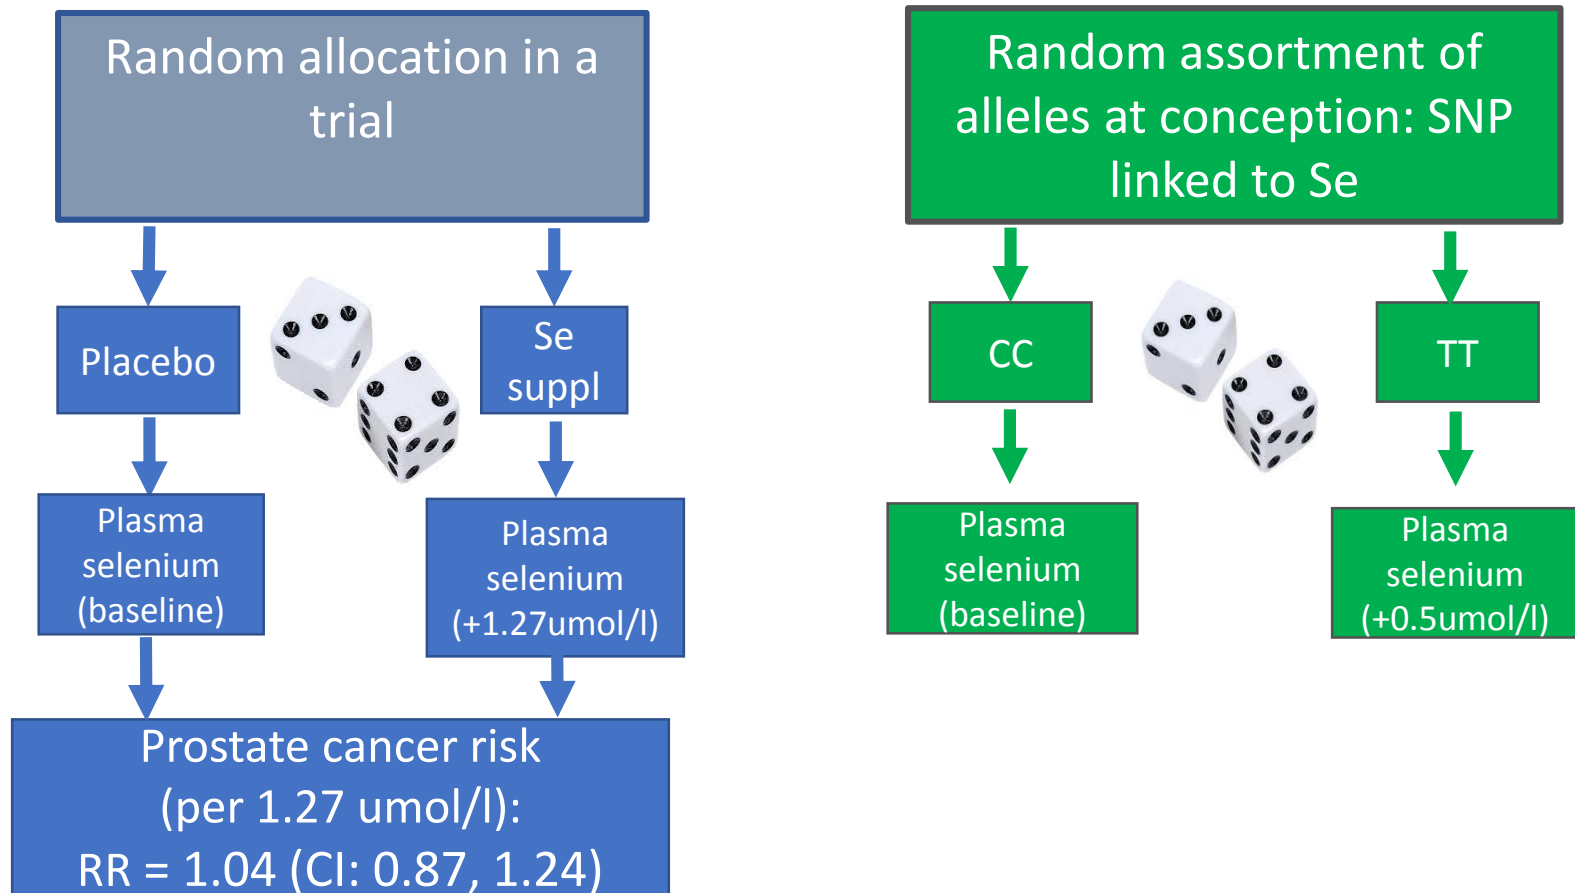 Random allocation in a
trial
Placebo
Se
suppl
Plasma
selenium
(baseline)
Plasma
selenium
(+1.27umol/l)
Prostate cancer risk
(per 1.27 umol/l):
RR = 1.04 (CI: 0.87, 1.24)
Random assortment of
alleles at conception: SNP
linked to Se
CC
TT
Plasma
selenium
(baseline)
Plasma
selenium
(+0.5umol/l)